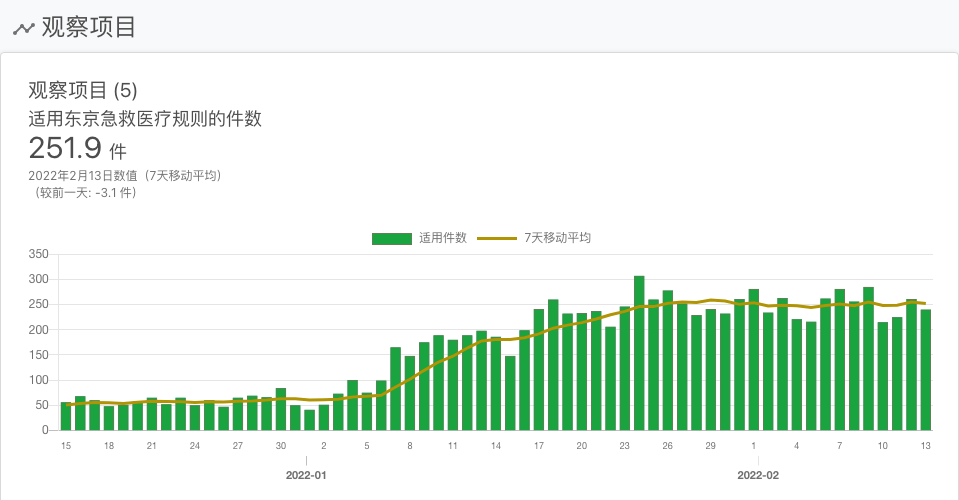 观察项目
观察项目 (5)
适用东京急救医疗规则的件数
251.9 件
2022年2月13日数值（7天移动平均）
（较前一天: -3.1 件）
适用件数 7天移动平均
350
300
250
200
150
100
50
0
15 18 21 24 27 30 2 5 8 11 14 17 20 23 26 29 1 4 7 10 13
2022-01 2022-02